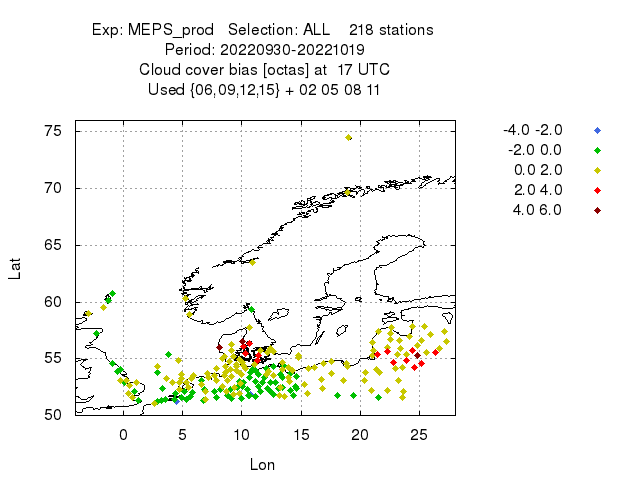 Exp: MEPS_prod Selection: ALL 218 stations
Period: 20220930-20221019
Cloud cover bias [octas] at 17 UTC
Used {06,09,12,15} + 02 05 08 11
75
70
65
60
55
50
Lat
0
5
10
15
20
25
Lon
-4.0 -2.0
-2.0 0.0
0.0 2.0
2.0 4.0
4.0 6.0